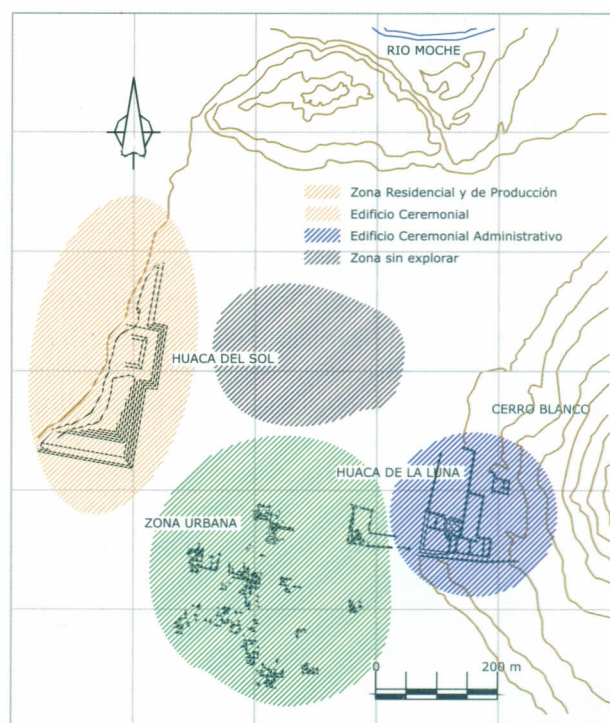 RIO MOCHE
Zona Residencial y de Producción
Edificio Ceremonial
Edificio Ceremonial Administrativo
Zona sin explorar
HUACA DEL SOL
CERRO BLANCO
HUACA DE LA LUNA
ZONA URBANA
0 200 m